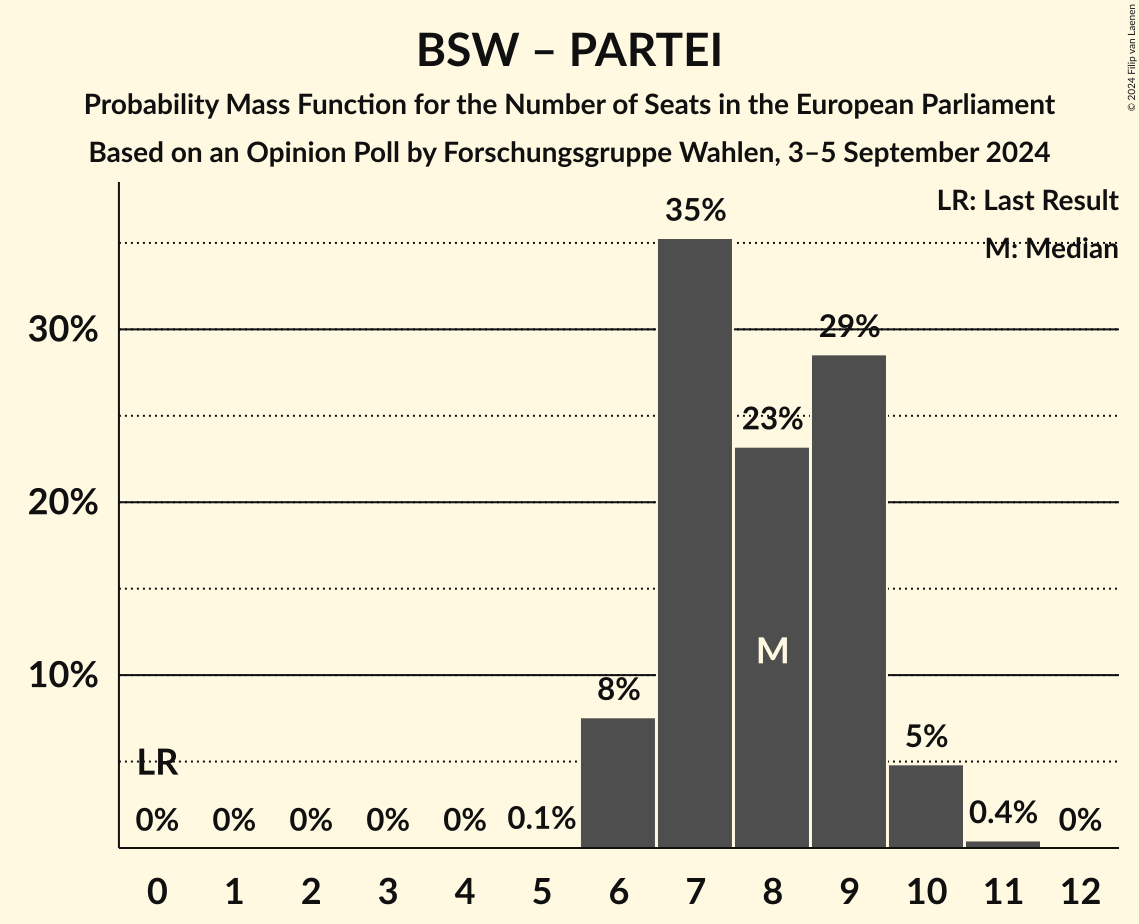 BSW – PARTEI
Probability Mass Function for the Number of Seats in the European Parliament
Based on an Opinion Poll by Forschungsgruppe Wahlen, 3–5 September 2024
© 2024 Filip van Laenen
LR: Last Result
M: Median
35%
30%
29%
23%
20%
M
10%
8%
5%
LR
0% 0% 0% 0% 0% 0.1% 0.4% 0%
0 1 2 3 4 5 6 7 8 9 10 11 12